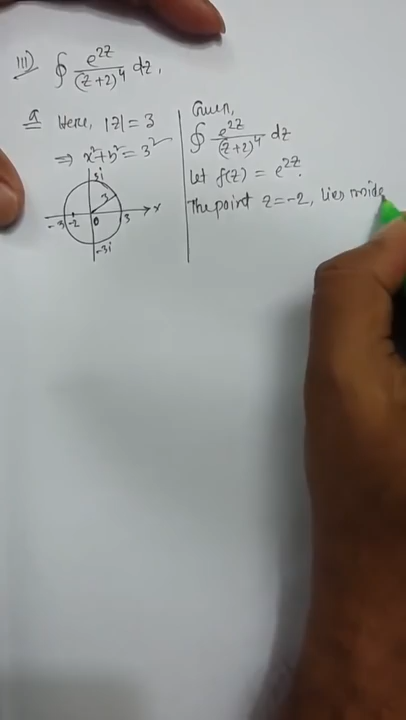 iii) ∮ e^{2z}/(z+2)^4 dz,
a Here, |z| = 3
⇒ x²+b² = 3²
3i
3
-3 -2 0 3 x
-3i
Given,
∮ e^{2z}/(z+2)^4 dz
Let f(z) = e^{2z}.
The point z = -2, lies inside